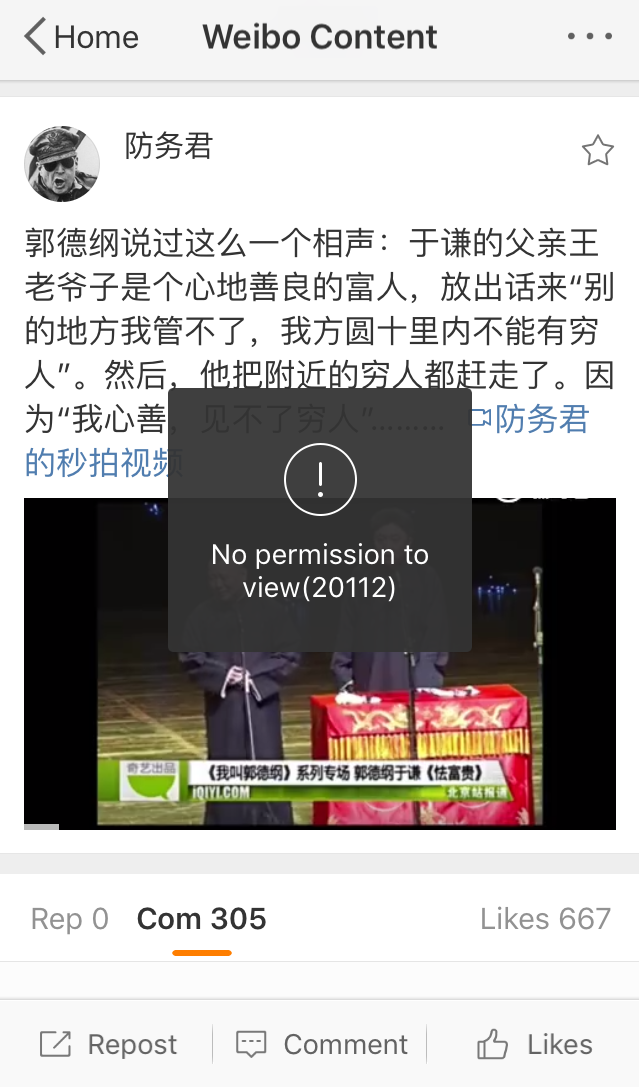 Home
Weibo Content
防务君
郭德纲说过这么一个相声：于谦的父亲王
老爷子是个心地善良的富人，放出话来“别
的地方我管不了，我方圆十里内不能有穷
人”。然后，他把附近的穷人都赶走了。因
为“我心善，见不了穷人”……… 防务君
的秒拍视频
No permission to
view(20112)
奇艺出品
《我叫郭德纲》系列专场 郭德纲于谦《怯富贵》
iQIYI.COM
北京站报道
Rep 0
Com 305
Likes 667
Repost
Comment
Likes